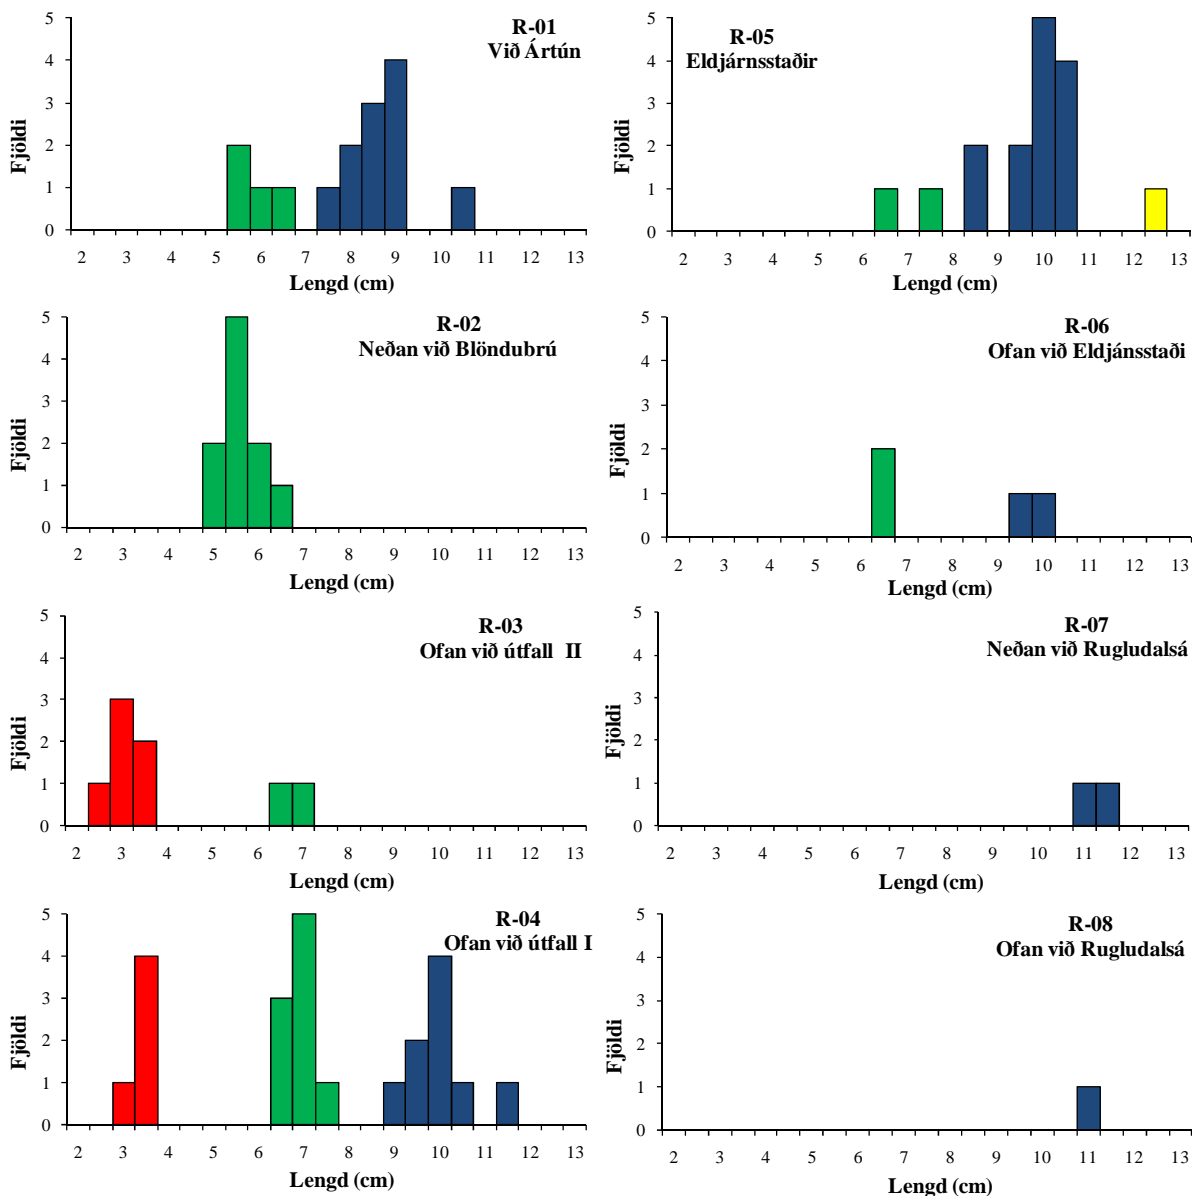 R-01
Við Ártún
Fjöldi
5
4
3
2
1
0
2 3 4 5 6 7 8 9 10 11 12 13
Lengd (cm)
R-05
Eldjárnsstaðir
Fjöldi
5
4
3
2
1
0
2 3 4 5 6 7 8 9 10 11 12 13
Lengd (cm)
R-02
Neðan við Blöndubrú
Fjöldi
5
4
3
2
1
0
2 3 4 5 6 7 8 9 10 11 12 13
Lengd (cm)
R-06
Ofan við Eldjánsstaði
Fjöldi
5
4
3
2
1
0
2 3 4 5 6 7 8 9 10 11 12 13
Lengd (cm)
R-03
Ofan við útfall II
Fjöldi
5
4
3
2
1
0
2 3 4 5 6 7 8 9 10 11 12 13
Lengd (cm)
R-07
Neðan við Rugludalsá
Fjöldi
5
4
3
2
1
0
2 3 4 5 6 7 8 9 10 11 12 13
Lengd (cm)
R-04
Ofan við útfall I
Fjöldi
5
4
3
2
1
0
2 3 4 5 6 7 8 9 10 11 12 13
Lengd (cm)
R-08
Ofan við Rugludalsá
Fjöldi
5
4
3
2
1
0
2 3 4 5 6 7 8 9 10 11 12 13
Lengd (cm)